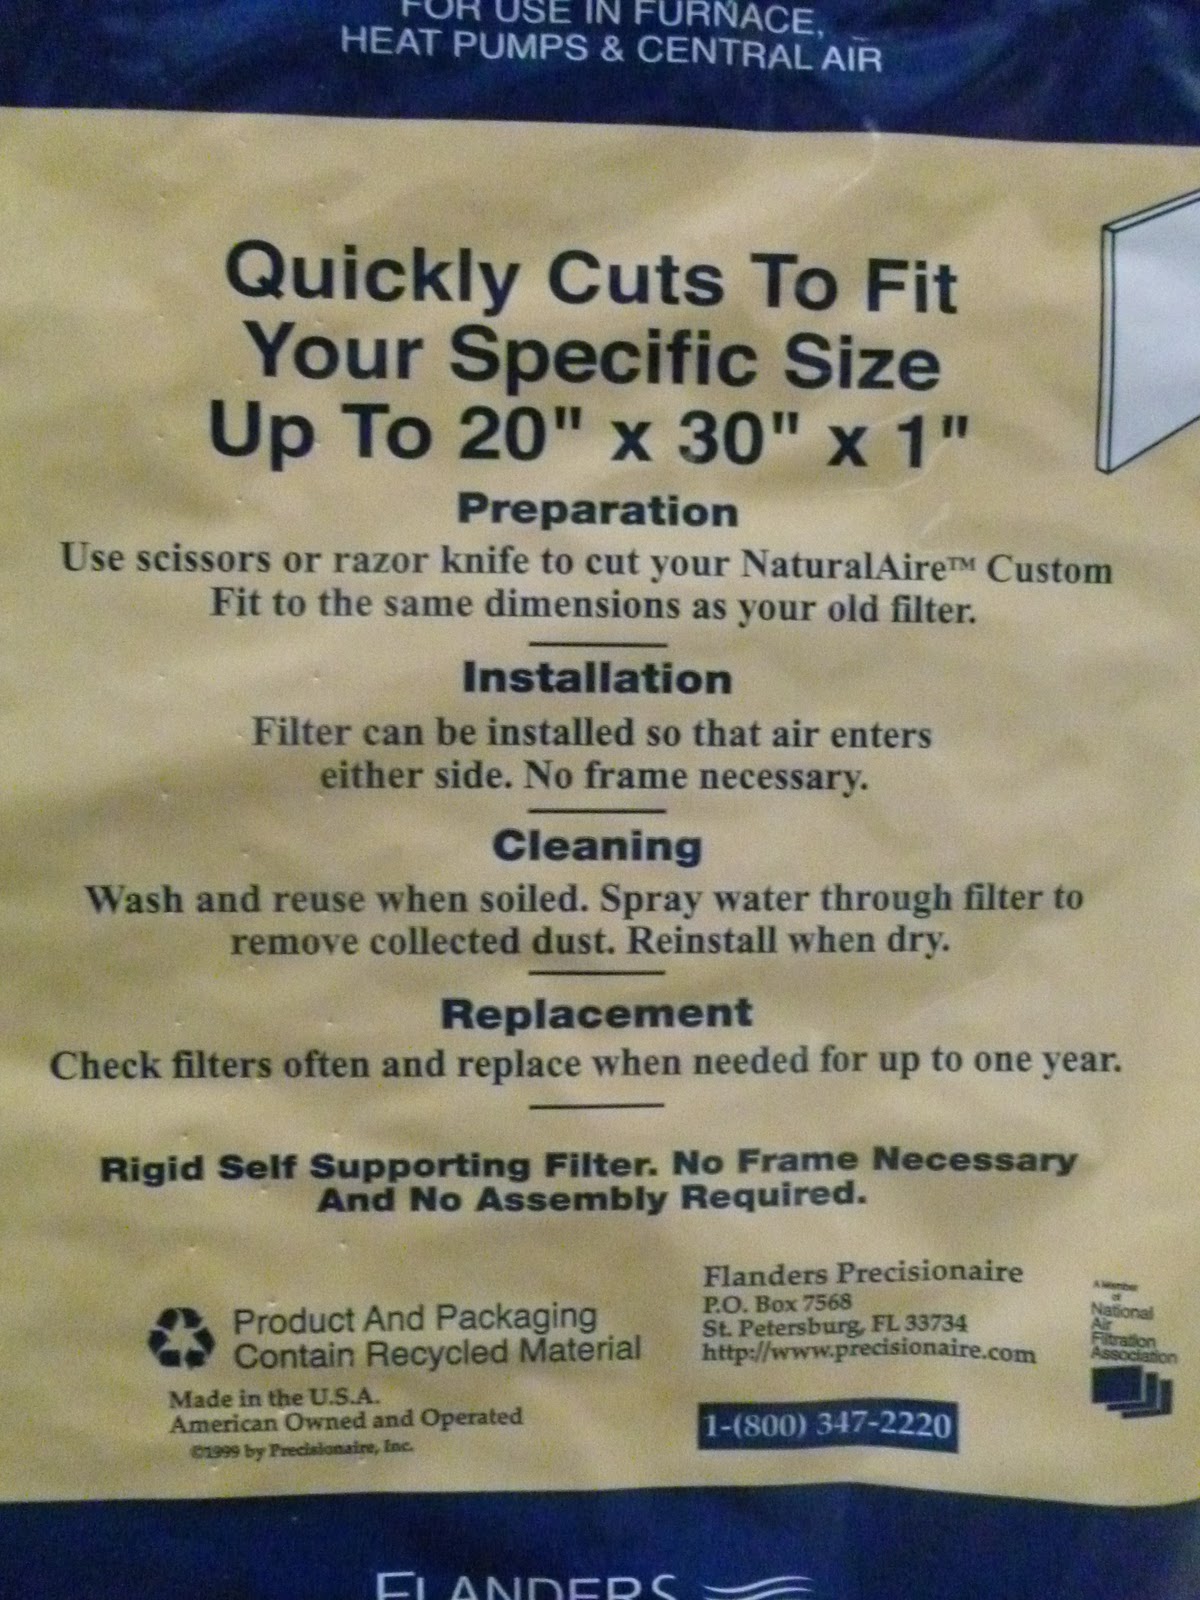 FOR USE IN FURNACE,
HEAT PUMPS & CENTRAL AIR
Quickly Cuts To Fit
Your Specific Size
Up To 20" x 30" x 1"
Preparation
Use scissors or razor knife to cut your NaturalAire™ Custom
Fit to the same dimensions as your old filter.
Installation
Filter can be installed so that air enters
either side. No frame necessary.
Cleaning
Wash and reuse when soiled. Spray water through filter to
remove collected dust. Reinstall when dry.
Replacement
Check filters often and replace when needed for up to one year.
Rigid Self Supporting Filter. No Frame Necessary
And No Assembly Required.
Product And Packaging
Contain Recycled Material
Made in the U.S.A.
American Owned and Operated
©1999 by Precisionaire, Inc.
Flanders Precisionaire
P.O. Box 7568
St. Petersburg, FL 33734
http://www.precisionaire.com
1-(800) 347-2220
A Member
of
National
Air
Filtration
Association
FLANDERS